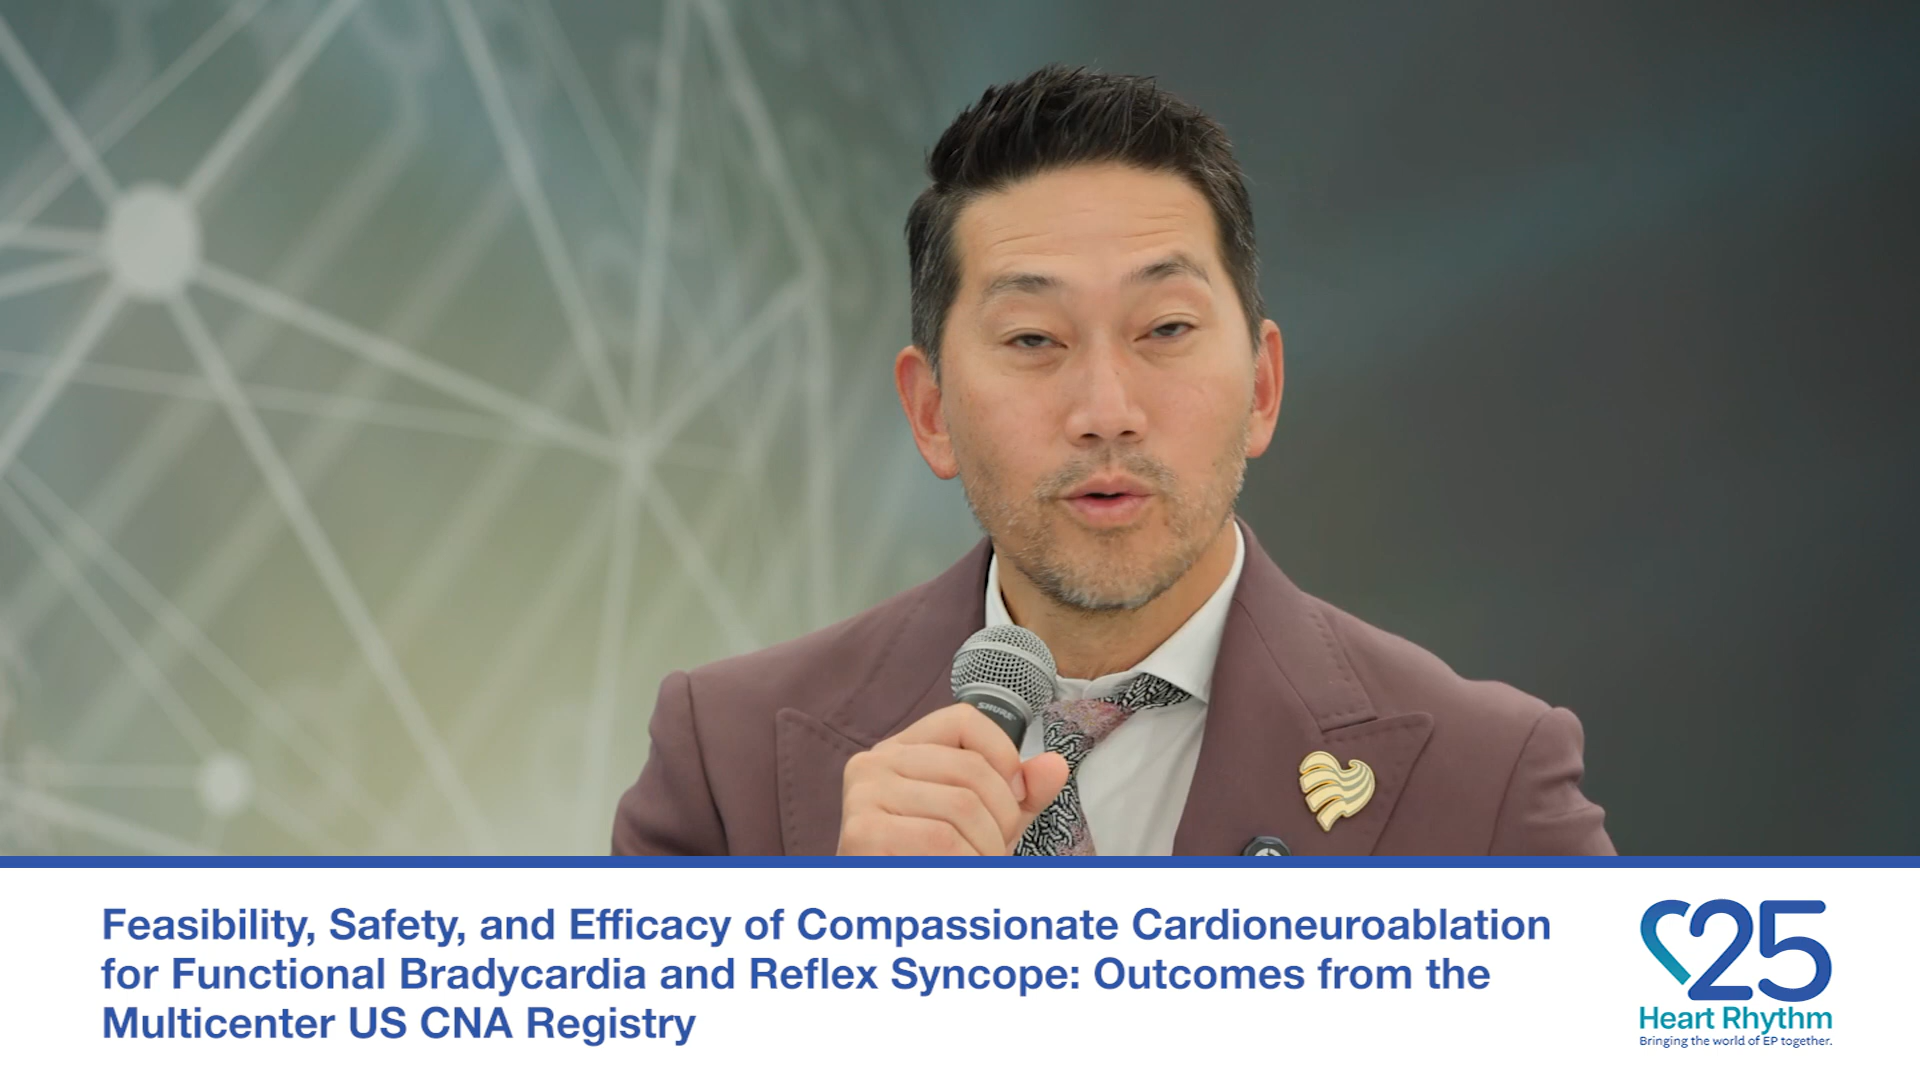 SHURE
Feasibility, Safety, and Efficacy of Compassionate Cardioneuroablation
for Functional Bradycardia and Reflex Syncope: Outcomes from the
Multicenter US CNA Registry
25
Heart Rhythm
Bringing the world of EP together.